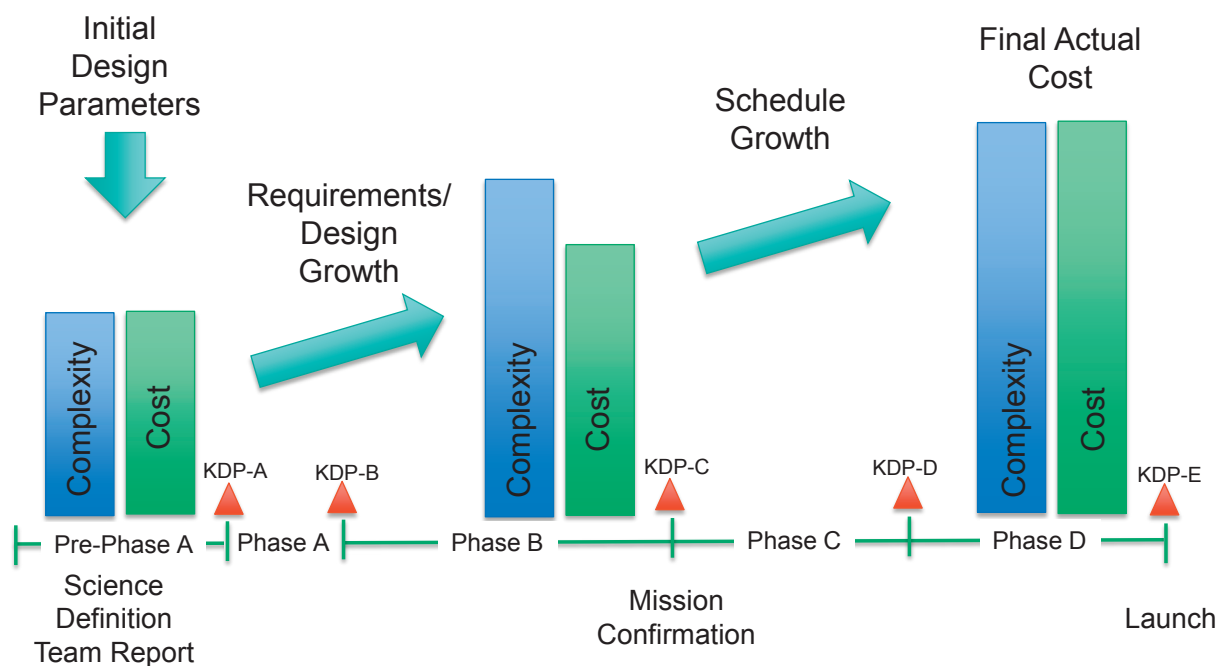 Initial
Design
Parameters
Requirements/
Design
Growth
Schedule
Growth
Final Actual
Cost
Complexity
Cost
Complexity
Cost
Complexity
Cost
KDP-A
KDP-B
KDP-C
KDP-D
KDP-E
Pre-Phase A
Phase A
Phase B
Phase C
Phase D
Science
Definition
Team Report
Mission
Confirmation
Launch